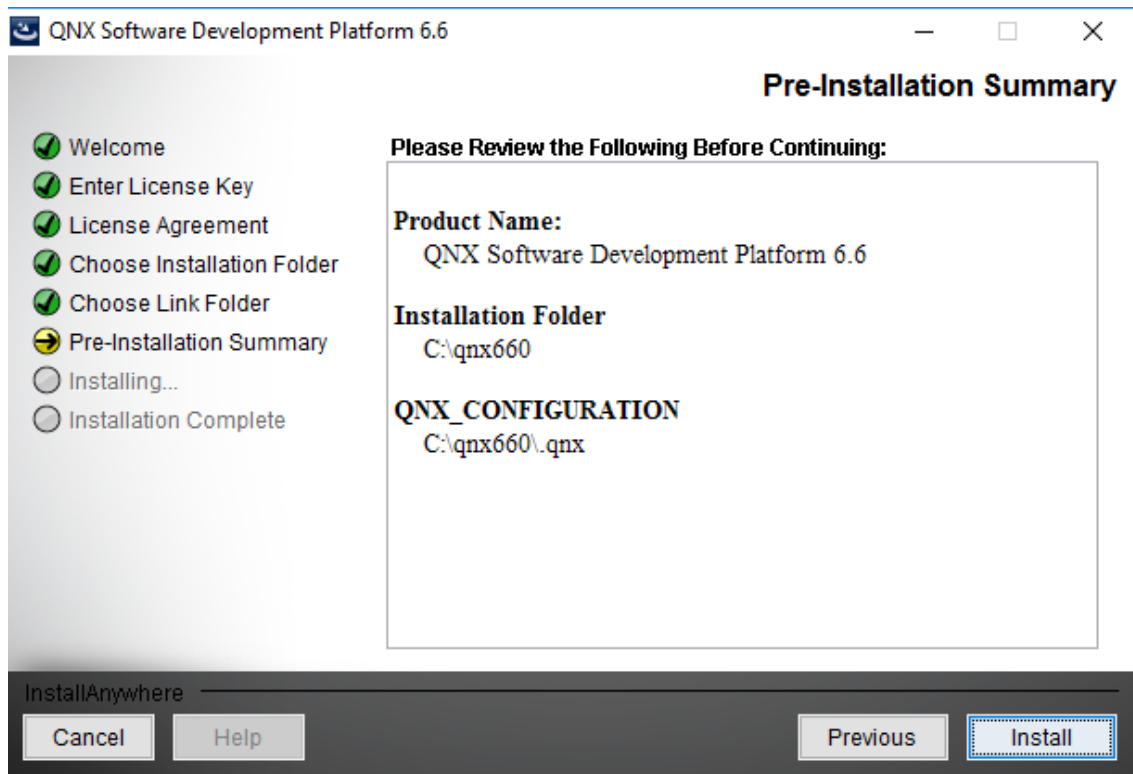 QNX Software Development Platform 6.6
Pre-Installation Summary
Welcome
Enter License Key
License Agreement
Choose Installation Folder
Choose Link Folder
Pre-Installation Summary
Installing...
Installation Complete
Please Review the Following Before Continuing:
Product Name:
QNX Software Development Platform 6.6
Installation Folder
C:\qnx660
QNX_CONFIGURATION
C:\qnx660\.qnx
InstallAnywhere
Cancel
Help
Previous
Install